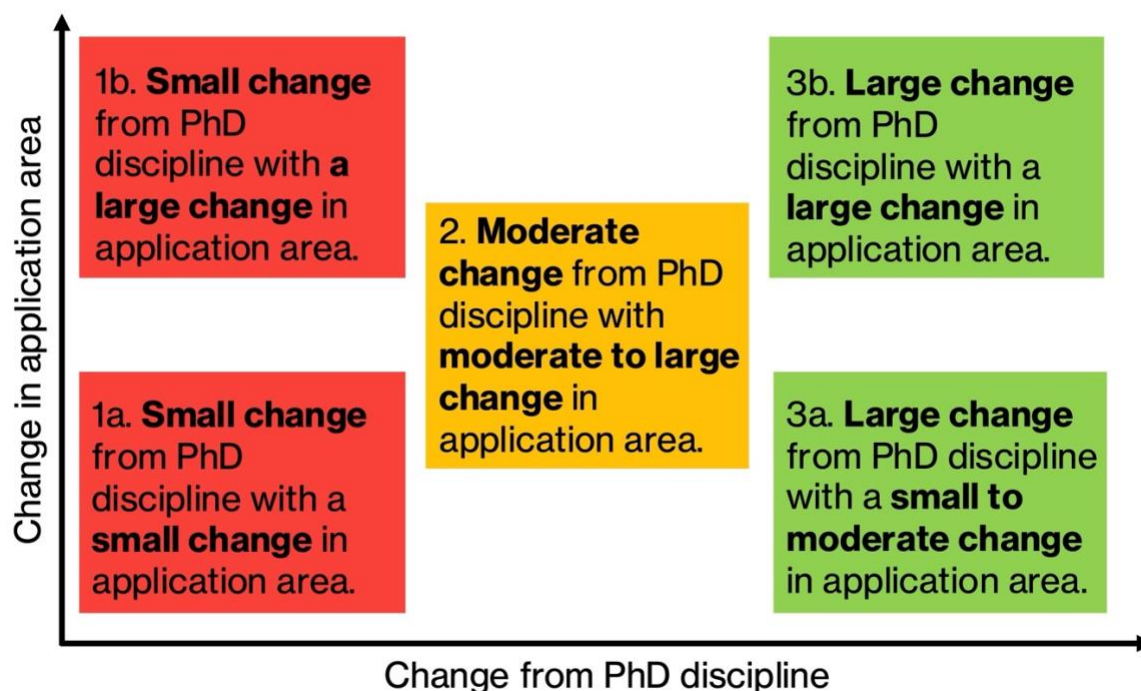 Change in application area
1b. Small change
from PhD
discipline with a
large change in
application area.
3b. Large change
from PhD
discipline with a
large change in
application area.
2. Moderate
change from PhD
discipline with
moderate to large
change in
application area.
1a. Small change
from PhD
discipline with a
small change in
application area.
3a. Large change
from PhD discipline
with a small to
moderate change
in application area.
Change from PhD discipline